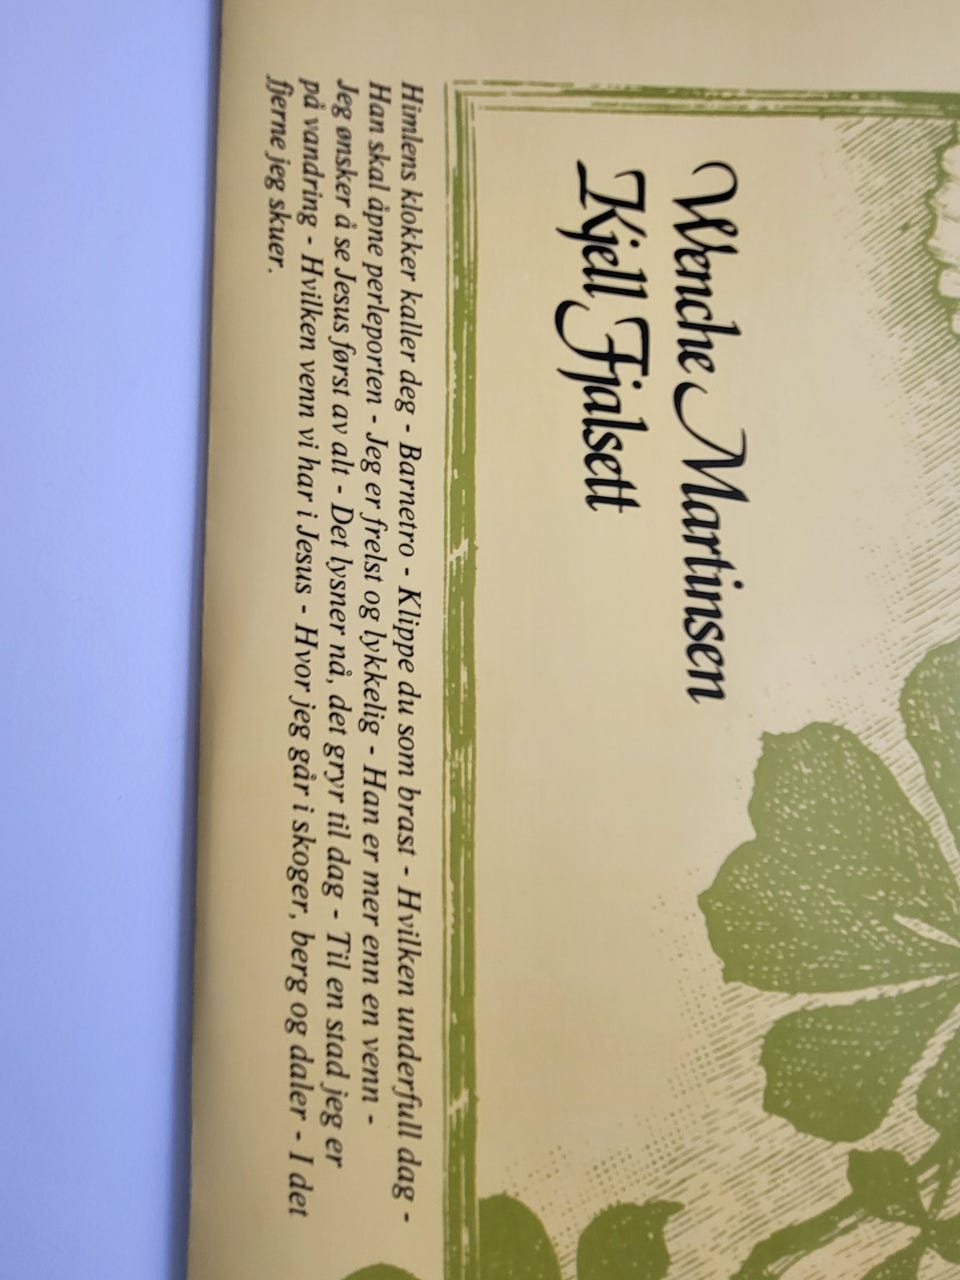 Wenche Martinsen
Kjell Fjalsett
Himlens klokker kaller deg - Barnetro - Klippe du som brast - Hvilken underfull dag -
Han skal åpne perleporten - Jeg er frelst og lykkelig - Han er mer enn en venn -
Jeg ønsker å se Jesus først av alt - Det lysner nå, det gryr til dag - Til en stad jeg er
på vandring - Hvilken venn vi har i Jesus - Hvor jeg går i skoger, berg og daler - I det
fjerne jeg skuer.